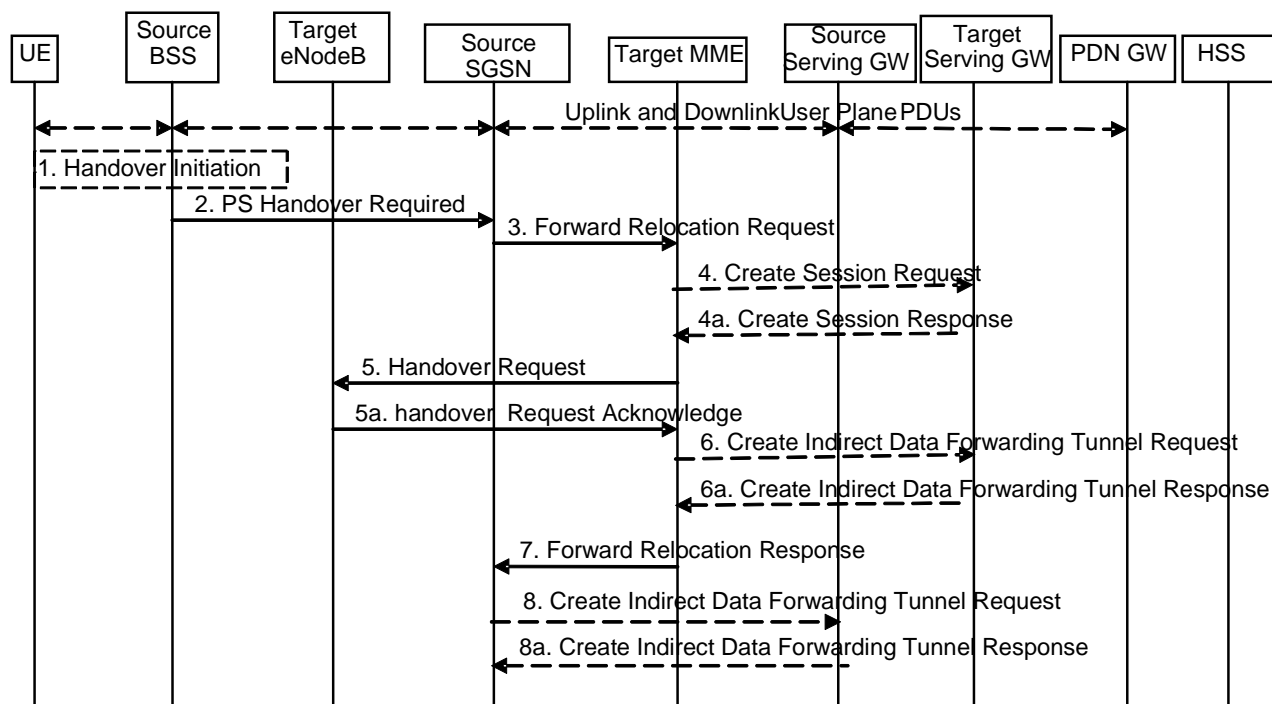 UE
Source
BSS
Target
eNodeB
Source
SGSN
Target MME
Source
Serving GW
Target
Serving GW
PDN GW
HSS
Uplink and DownlinkUser Plane PDUs
1. Handover Initiation
2. PS Handover Required
3. Forward Relocation Request
4. Create Session Request
4a. Create Session Response
5. Handover Request
5a. handover Request Acknowledge
6. Create Indirect Data Forwarding Tunnel Request
6a. Create Indirect Data Forwarding Tunnel Response
7. Forward Relocation Response
8. Create Indirect Data Forwarding Tunnel Request
8a. Create Indirect Data Forwarding Tunnel Response